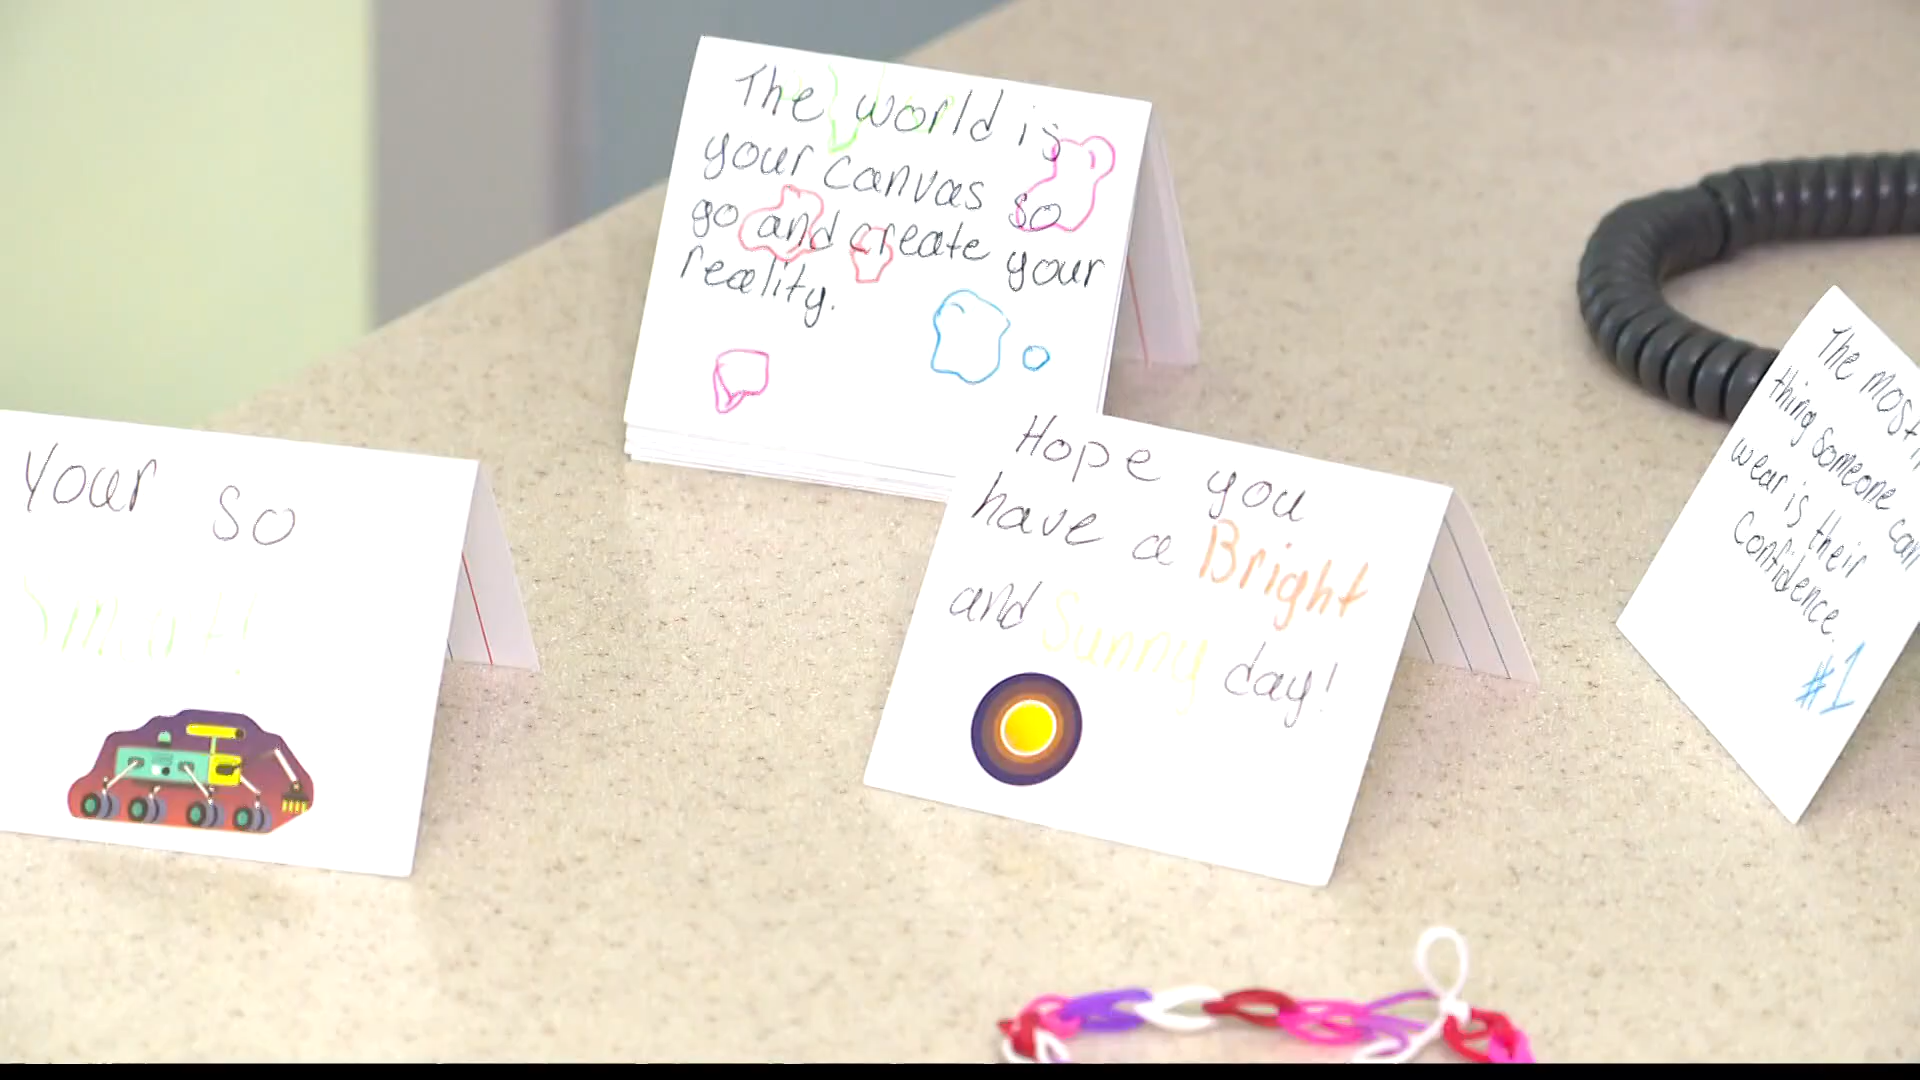 The world is
your canvas so
go and create your
reality.
Your so
Smart!
Hope you
have a Bright
and Sunny day!
The most
thing someone can
wear is their
Confidence.
#1